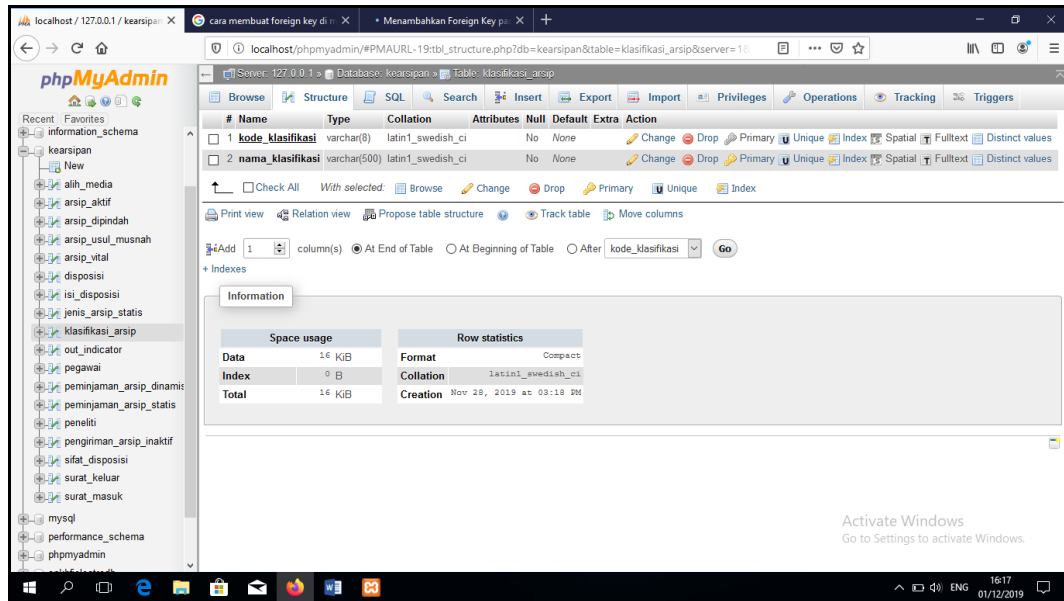 localhost / 127.0.0.1 / kearsipan
cara membuat foreign key di m
Menambahkan Foreign Key pa
localhost/phpmyadmin/#PMAURL-19:tbl_structure.php?db=kearsipan&table=klasifikasi_arsip&server=18
phpMyAdmin
Recent Favorites
information_schema
kearsipan
New
alih_media
arsip_aktif
arsip_dipindah
arsip_usul_musnah
arsip_vital
disposisi
isi_disposisi
jenis_arsip_statis
klasifikasi_arsip
out_indicator
pegawai
peminjaman_arsip_dinamis
peminjaman_arsip_statis
peneliti
pengiriman_arsip_inaktif
sifat_disposisi
surat_keluar
surat_masuk
mysql
performance_schema
phpmyadmin
Server: 127.0.0.1 » Database: kearsipan » Table: klasifikasi_arsip
Browse Structure SQL Search Insert Export Import Privileges Operations Tracking Triggers
# Name Type Collation Attributes Null Default Extra Action
1 kode_klasifikasi varchar(8) latin1_swedish_ci No None Change Drop Primary Unique Index Spatial Fulltext Distinct values
2 nama_klasifikasi varchar(500) latin1_swedish_ci No None Change Drop Primary Unique Index Spatial Fulltext Distinct values
Check All With selected: Browse Change Drop Primary Unique Index
Print view Relation view Propose table structure Track table Move columns
Add 1 column(s) At End of Table At Beginning of Table After kode_klasifikasi Go
+ Indexes
Information
Space usage
Data 16 KiB
Index 0 B
Total 16 KiB
Row statistics
Format Compact
Collation latin1_swedish_ci
Creation Nov 28, 2019 at 03:18 PM
Activate Windows
Go to Settings to activate Windows.
ENG
16:17
01/12/2019